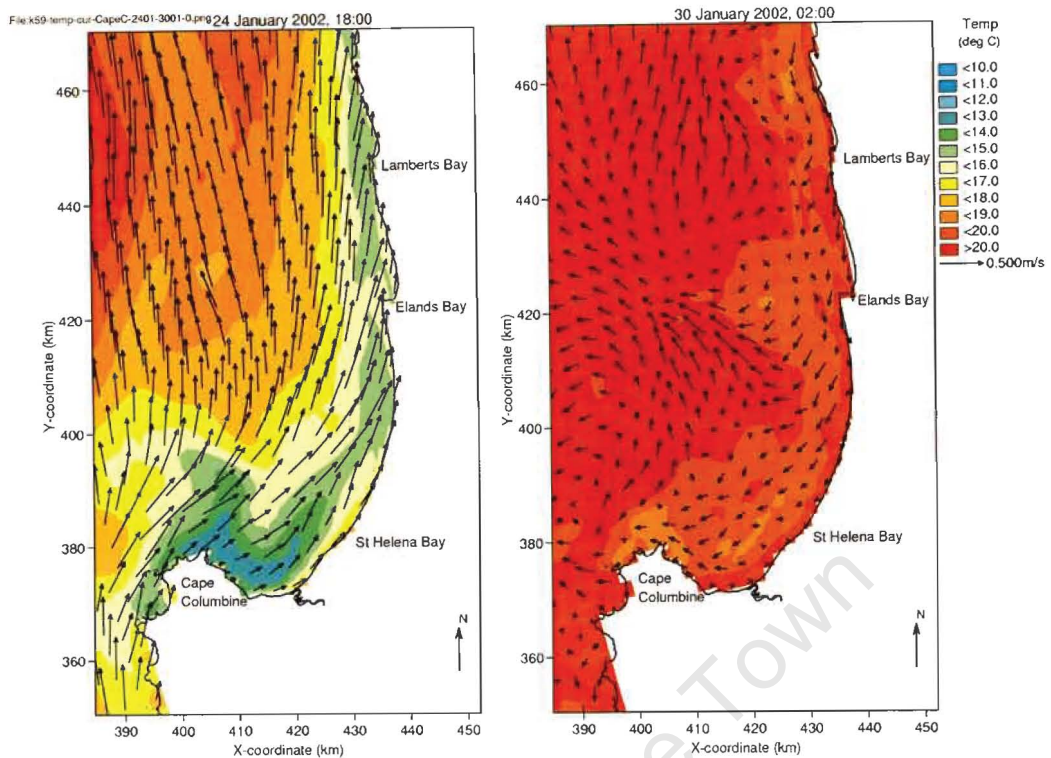 File:k59-temp-cut-CapeC-2401-3001-0.png
24 January 2002, 18:00
460
440
420
400
380
360
Y-coordinate (km)
Lamberts Bay
Elands Bay
St Helena Bay
Cape
Columbine
N
390 400 410 420 430 440 450
X-coordinate (km)
30 January 2002, 02:00
460
440
420
400
380
360
Y-coordinate (km)
Lamberts Bay
Elands Bay
St Helena Bay
Cape
Columbine
N
390 400 410 420 430 440 450
X-coordinate (km)
Temp
(deg C)
<10.0
<11.0
<12.0
<13.0
<14.0
<15.0
<16.0
<17.0
<18.0
<19.0
<20.0
>20.0
0.500m/s
Town